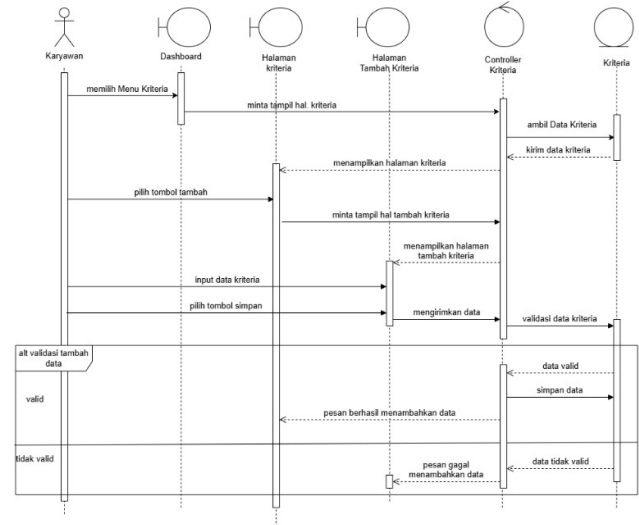 Karyawan
Dashboard
Halaman
kriteria
Halaman
Tambah Kriteria
Controller
Kriteria
Kriteria
memilih Menu Kriteria
minta tampil hal. kriteria
ambil Data Kriteria
kirim data kriteria
menampilkan halaman kriteria
pilih tombol tambah
minta tampil hal tambah kriteria
menampilkan halaman
tambah kriteria
input data kriteria
pilih tombol simpan
mengirimkan data
validasi data kriteria
alt validasi tambah
data
data valid
valid
simpan data
pesan berhasil menambahkan data
tidak valid
pesan gagal
menambahkan data
data tidak valid